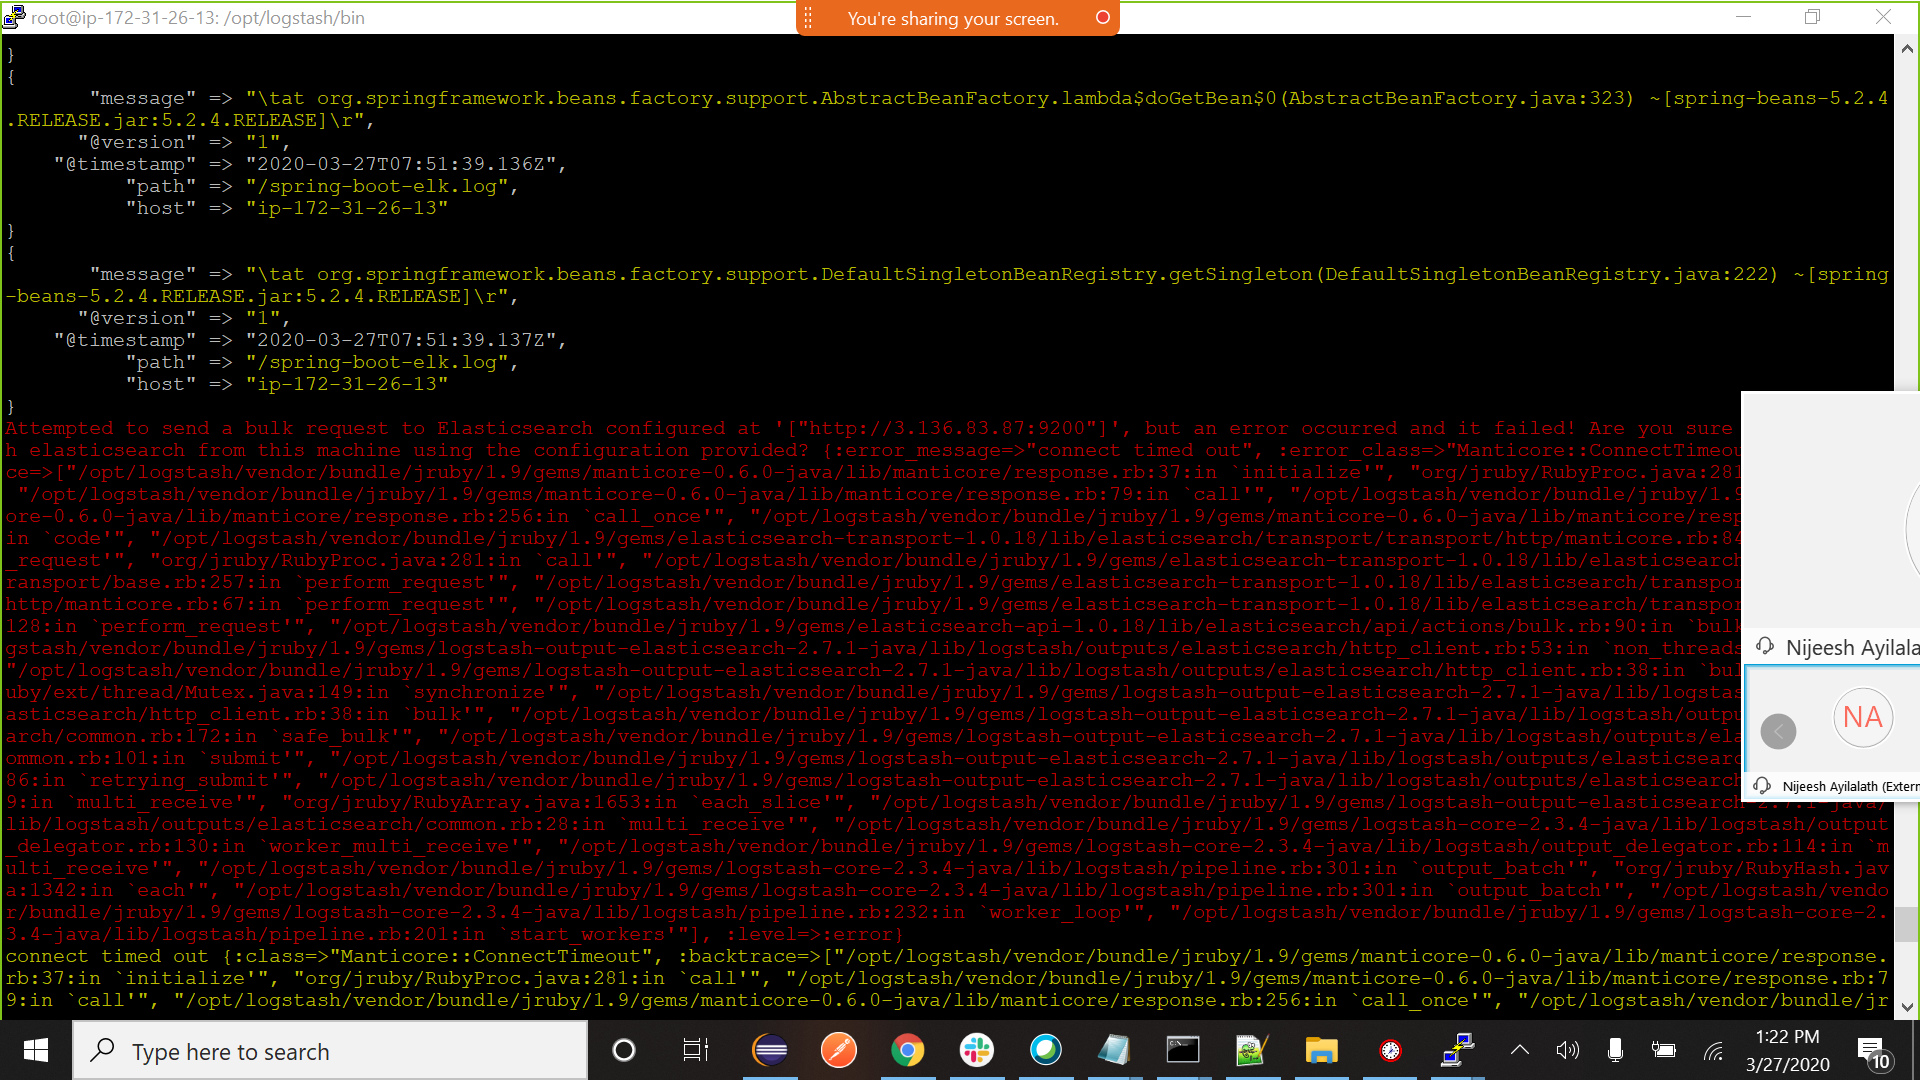 root@ip-172-31-26-13: /opt/logstash/bin
You're sharing your screen.
}
{
"message" => "\tat org.springframework.beans.factory.support.AbstractBeanFactory.lambda$doGetBean$0(AbstractBeanFactory.java:323) ~[spring-beans-5.2.4
.RELEASE.jar:5.2.4.RELEASE]\r",
"@version" => "1",
"@timestamp" => "2020-03-27T07:51:39.136Z",
"path" => "/spring-boot-elk.log",
"host" => "ip-172-31-26-13"
}
{
"message" => "\tat org.springframework.beans.factory.support.DefaultSingletonBeanRegistry.getSingleton(DefaultSingletonBeanRegistry.java:222) ~[spring
-beans-5.2.4.RELEASE.jar:5.2.4.RELEASE]\r",
"@version" => "1",
"@timestamp" => "2020-03-27T07:51:39.137Z",
"path" => "/spring-boot-elk.log",
"host" => "ip-172-31-26-13"
}
Attempted to send a bulk request to Elasticsearch configured at '["http://3.136.83.87:9200"]', but an error occurred and it failed! Are you sure
h elasticsearch from this machine using the configuration provided? {:error_message=>"connect timed out", :error_class=>"Manticore::ConnectTimeou
ce=>["/opt/logstash/vendor/bundle/jruby/1.9/gems/manticore-0.6.0-java/lib/manticore/response.rb:37:in `initialize'", "org/jruby/RubyProc.java:281
"/opt/logstash/vendor/bundle/jruby/1.9/gems/manticore-0.6.0-java/lib/manticore/response.rb:79:in `call'", "/opt/logstash/vendor/bundle/jruby/1.9
ore-0.6.0-java/lib/manticore/response.rb:256:in `call_once'", "/opt/logstash/vendor/bundle/jruby/1.9/gems/manticore-0.6.0-java/lib/manticore/resp
in `code'", "/opt/logstash/vendor/bundle/jruby/1.9/gems/elasticsearch-transport-1.0.18/lib/elasticsearch/transport/transport/http/manticore.rb:84
_request'", "org/jruby/RubyProc.java:281:in `call'", "/opt/logstash/vendor/bundle/jruby/1.9/gems/elasticsearch-transport-1.0.18/lib/elasticsearch
ransport/base.rb:257:in `perform_request'", "/opt/logstash/vendor/bundle/jruby/1.9/gems/elasticsearch-transport-1.0.18/lib/elasticsearch/transpor
http/manticore.rb:67:in `perform_request'", "/opt/logstash/vendor/bundle/jruby/1.9/gems/elasticsearch-transport-1.0.18/lib/elasticsearch/transpor
128:in `perform_request'", "/opt/logstash/vendor/bundle/jruby/1.9/gems/elasticsearch-api-1.0.18/lib/elasticsearch/api/actions/bulk.rb:90:in `bulk
gstash/vendor/bundle/jruby/1.9/gems/logstash-output-elasticsearch-2.7.1-java/lib/logstash/outputs/elasticsearch/http_client.rb:53:in `non_threads
"/opt/logstash/vendor/bundle/jruby/1.9/gems/logstash-output-elasticsearch-2.7.1-java/lib/logstash/outputs/elasticsearch/http_client.rb:38:in `bul
uby/ext/thread/Mutex.java:149:in `synchronize'", "/opt/logstash/vendor/bundle/jruby/1.9/gems/logstash-output-elasticsearch-2.7.1-java/lib/logstas
asticsearch/http_client.rb:38:in `bulk'", "/opt/logstash/vendor/bundle/jruby/1.9/gems/logstash-output-elasticsearch-2.7.1-java/lib/logstash/outpu
arch/common.rb:172:in `safe_bulk'", "/opt/logstash/vendor/bundle/jruby/1.9/gems/logstash-output-elasticsearch-2.7.1-java/lib/logstash/outputs/ela
ommon.rb:101:in `submit'", "/opt/logstash/vendor/bundle/jruby/1.9/gems/logstash-output-elasticsearch-2.7.1-java/lib/logstash/outputs/elasticsearc
86:in `retrying_submit'", "/opt/logstash/vendor/bundle/jruby/1.9/gems/logstash-output-elasticsearch-2.7.1-java/lib/logstash/outputs/elasticsearch
9:in `multi_receive'", "org/jruby/RubyArray.java:1653:in `each_slice'", "/opt/logstash/vendor/bundle/jruby/1.9/gems/logstash-output-elasticsearch-2.7.1-java/
lib/logstash/outputs/elasticsearch/common.rb:28:in `multi_receive'", "/opt/logstash/vendor/bundle/jruby/1.9/gems/logstash-core-2.3.4-java/lib/logstash/output
_delegator.rb:130:in `worker_multi_receive'", "/opt/logstash/vendor/bundle/jruby/1.9/gems/logstash-core-2.3.4-java/lib/logstash/output_delegator.rb:114:in `m
ulti_receive'", "/opt/logstash/vendor/bundle/jruby/1.9/gems/logstash-core-2.3.4-java/lib/logstash/pipeline.rb:301:in `output_batch'", "org/jruby/RubyHash.jav
a:1342:in `each'", "/opt/logstash/vendor/bundle/jruby/1.9/gems/logstash-core-2.3.4-java/lib/logstash/pipeline.rb:301:in `output_batch'", "/opt/logstash/vendo
r/bundle/jruby/1.9/gems/logstash-core-2.3.4-java/lib/logstash/pipeline.rb:232:in `worker_loop'", "/opt/logstash/vendor/bundle/jruby/1.9/gems/logstash-core-2.
3.4-java/lib/logstash/pipeline.rb:201:in `start_workers'"], :level=>:error}
connect timed out {:class=>"Manticore::ConnectTimeout", :backtrace=>["/opt/logstash/vendor/bundle/jruby/1.9/gems/manticore-0.6.0-java/lib/manticore/response.
rb:37:in `initialize'", "org/jruby/RubyProc.java:281:in `call'", "/opt/logstash/vendor/bundle/jruby/1.9/gems/manticore-0.6.0-java/lib/manticore/response.rb:7
9:in `call'", "/opt/logstash/vendor/bundle/jruby/1.9/gems/manticore-0.6.0-java/lib/manticore/response.rb:256:in `call_once'", "/opt/logstash/vendor/bundle/jr
Nijeesh Ayilala
NA
Nijeesh Ayilalath (Extern
Type here to search
1:22 PM
3/27/2020
10